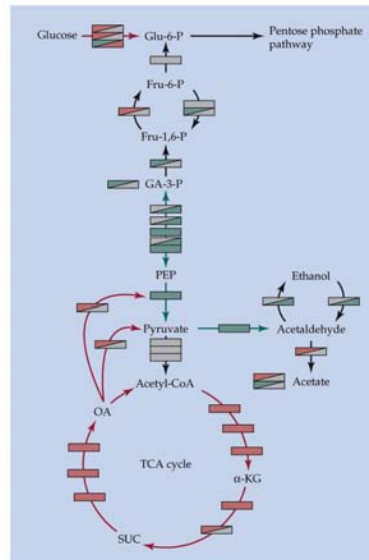 Glucose
Glu-6-P
Pentose phosphate
pathway
Fru-6-P
Fru-1,6-P
GA-3-P
PEP
Ethanol
Pyruvate
Acetaldehyde
Acetyl-CoA
Acetate
OA
TCA cycle
α-KG
SUC